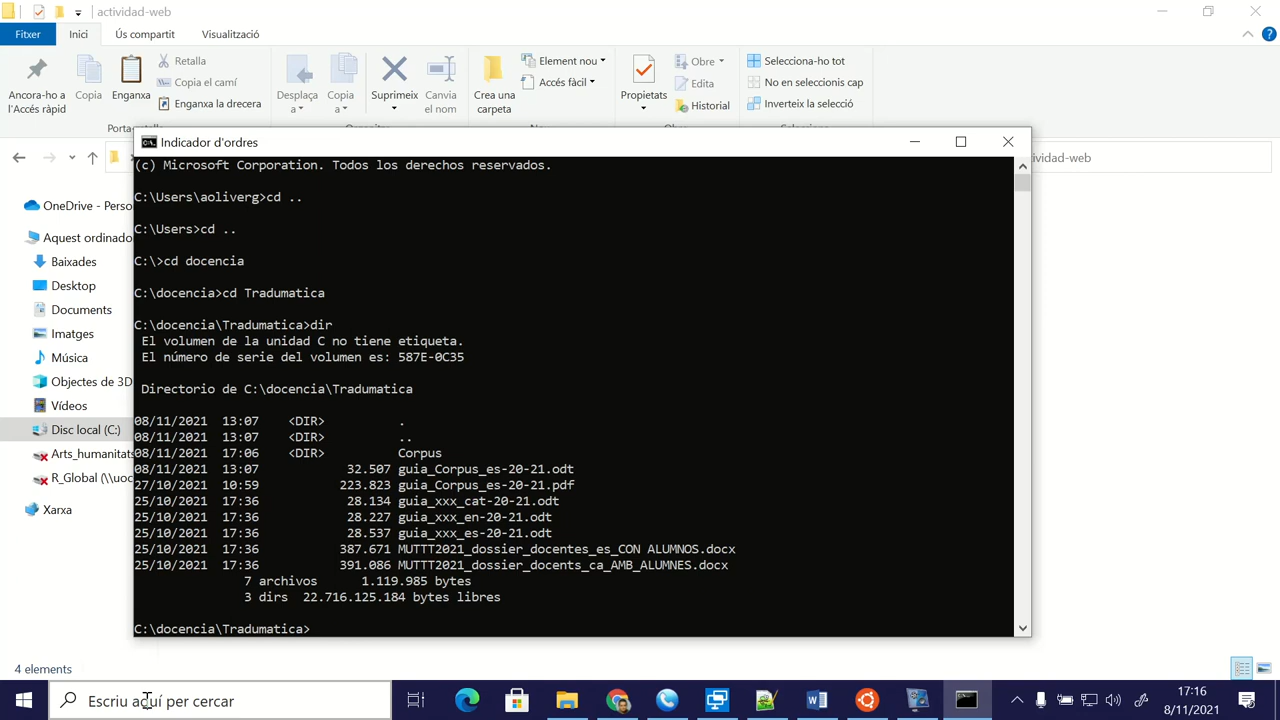 actividad-web
Fitxer Inici Ús compartit Visualització
Ancora-ho a l'Accés ràpid
Copia
Enganxa
Retalla
Copia el camí
Enganxa la drecera
Desplaça a
Copia a
Suprimeix
Canvia el nom
Crea una carpeta
Element nou
Accés fàcil
Propietats
Obre
Edita
Historial
Selecciona-ho tot
No en seleccionis cap
Inverteix la selecció
Indicador d'ordres
ividad-web
(c) Microsoft Corporation. Todos los derechos reservados.
C:\Users\aoliverg>cd ..
C:\Users>cd ..
C:\>cd docencia
C:\docencia>cd Tradumatica
C:\docencia\Tradumatica>dir
El volumen de la unidad C no tiene etiqueta.
El número de serie del volumen es: 587E-0C35
Directorio de C:\docencia\Tradumatica
08/11/2021 13:07 <DIR> .
08/11/2021 13:07 <DIR> ..
08/11/2021 17:06 <DIR> Corpus
08/11/2021 13:07 32.507 guia_Corpus_es-20-21.odt
27/10/2021 10:59 223.823 guia_Corpus_es-20-21.pdf
25/10/2021 17:36 28.134 guia_xxx_cat-20-21.odt
25/10/2021 17:36 28.227 guia_xxx_en-20-21.odt
25/10/2021 17:36 28.537 guia_xxx_es-20-21.odt
25/10/2021 17:36 387.671 MUTTT2021_dossier_docentes_es_CON ALUMNOS.docx
25/10/2021 17:36 391.086 MUTTT2021_dossier_docents_ca_AMB_ALUMNES.docx
7 archivos 1.119.985 bytes
3 dirs 22.716.125.184 bytes libres
C:\docencia\Tradumatica>
OneDrive - Perso
Aquest ordinado
Baixades
Desktop
Documents
Imatges
Música
Objectes de 3D
Vídeos
Disc local (C:)
Arts_humanitats
R_Global (\\uoc
Xarxa
4 elements
Escriu aquí per cercar
17:16
8/11/2021